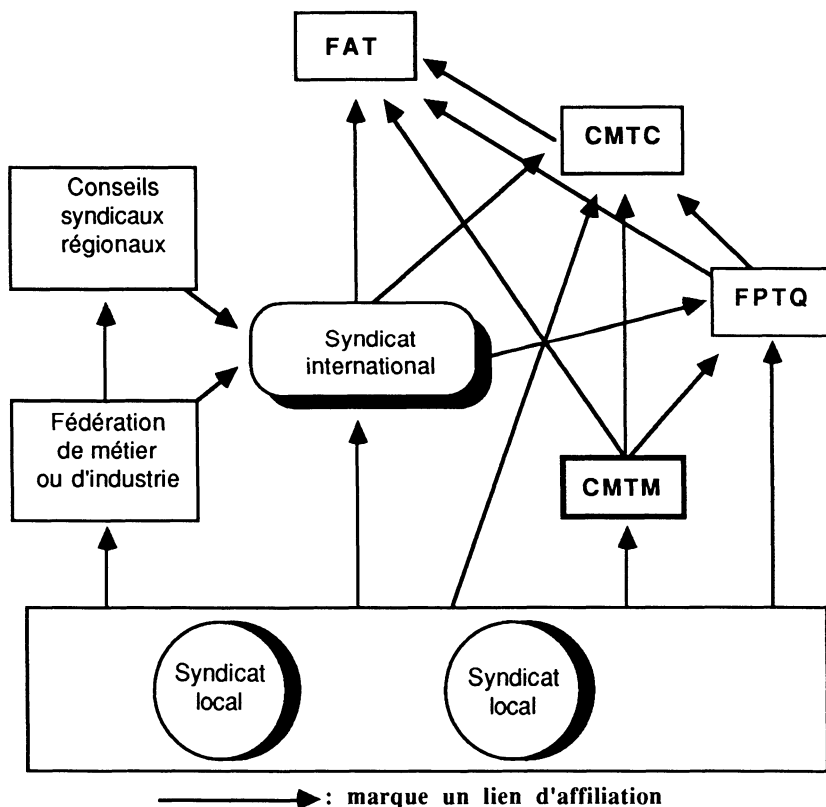 FAT
CMTC
Conseils
syndicaux
régionaux
FPTQ
Syndicat
international
Fédération
de métier
ou d'industrie
CMTM
Syndicat
local
Syndicat
local
: marque un lien d'affiliation